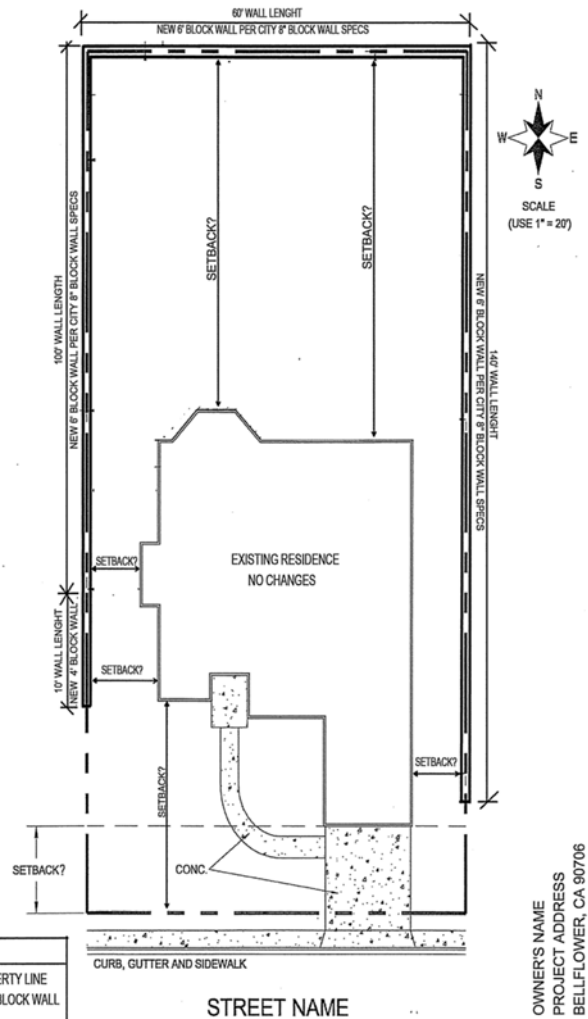 60' WALL LENGHT
NEW 6' BLOCK WALL PER CITY 8" BLOCK WALL SPECS
N
W
E
S
SCALE
(USE 1" = 20')
SETBACK?
SETBACK?
100' WALL LENGTH
NEW 6' BLOCK WALL PER CITY 8" BLOCK WALL SPECS
140' WALL LENGHT
NEW 6' BLOCK WALL PER CITY 8" BLOCK WALL SPECS
SETBACK?
EXISTING RESIDENCE
NO CHANGES
10' WALL LENGHT
NEW 4' BLOCK WALL
SETBACK?
SETBACK?
SETBACK?
SETBACK?
CONC.
CURB, GUTTER AND SIDEWALK
ERTY LINE
BLOCK WALL
STREET NAME
OWNER'S NAME
PROJECT ADDRESS
BELLFLOWER, CA 90706